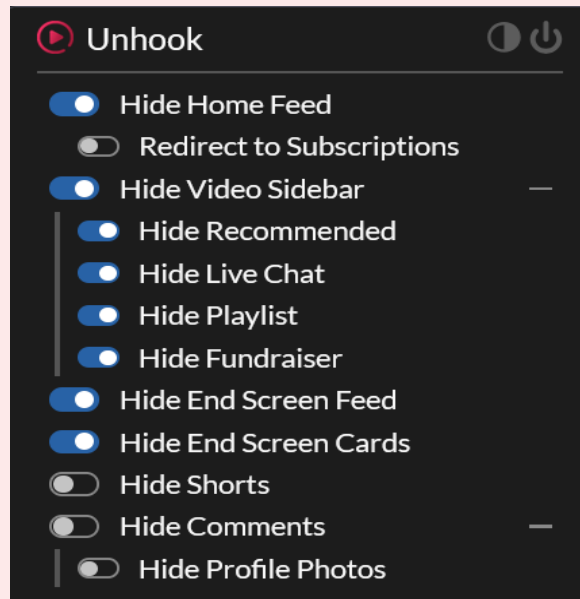 Unhook
Hide Home Feed
Redirect to Subscriptions
Hide Video Sidebar
Hide Recommended
Hide Live Chat
Hide Playlist
Hide Fundraiser
Hide End Screen Feed
Hide End Screen Cards
Hide Shorts
Hide Comments
Hide Profile Photos